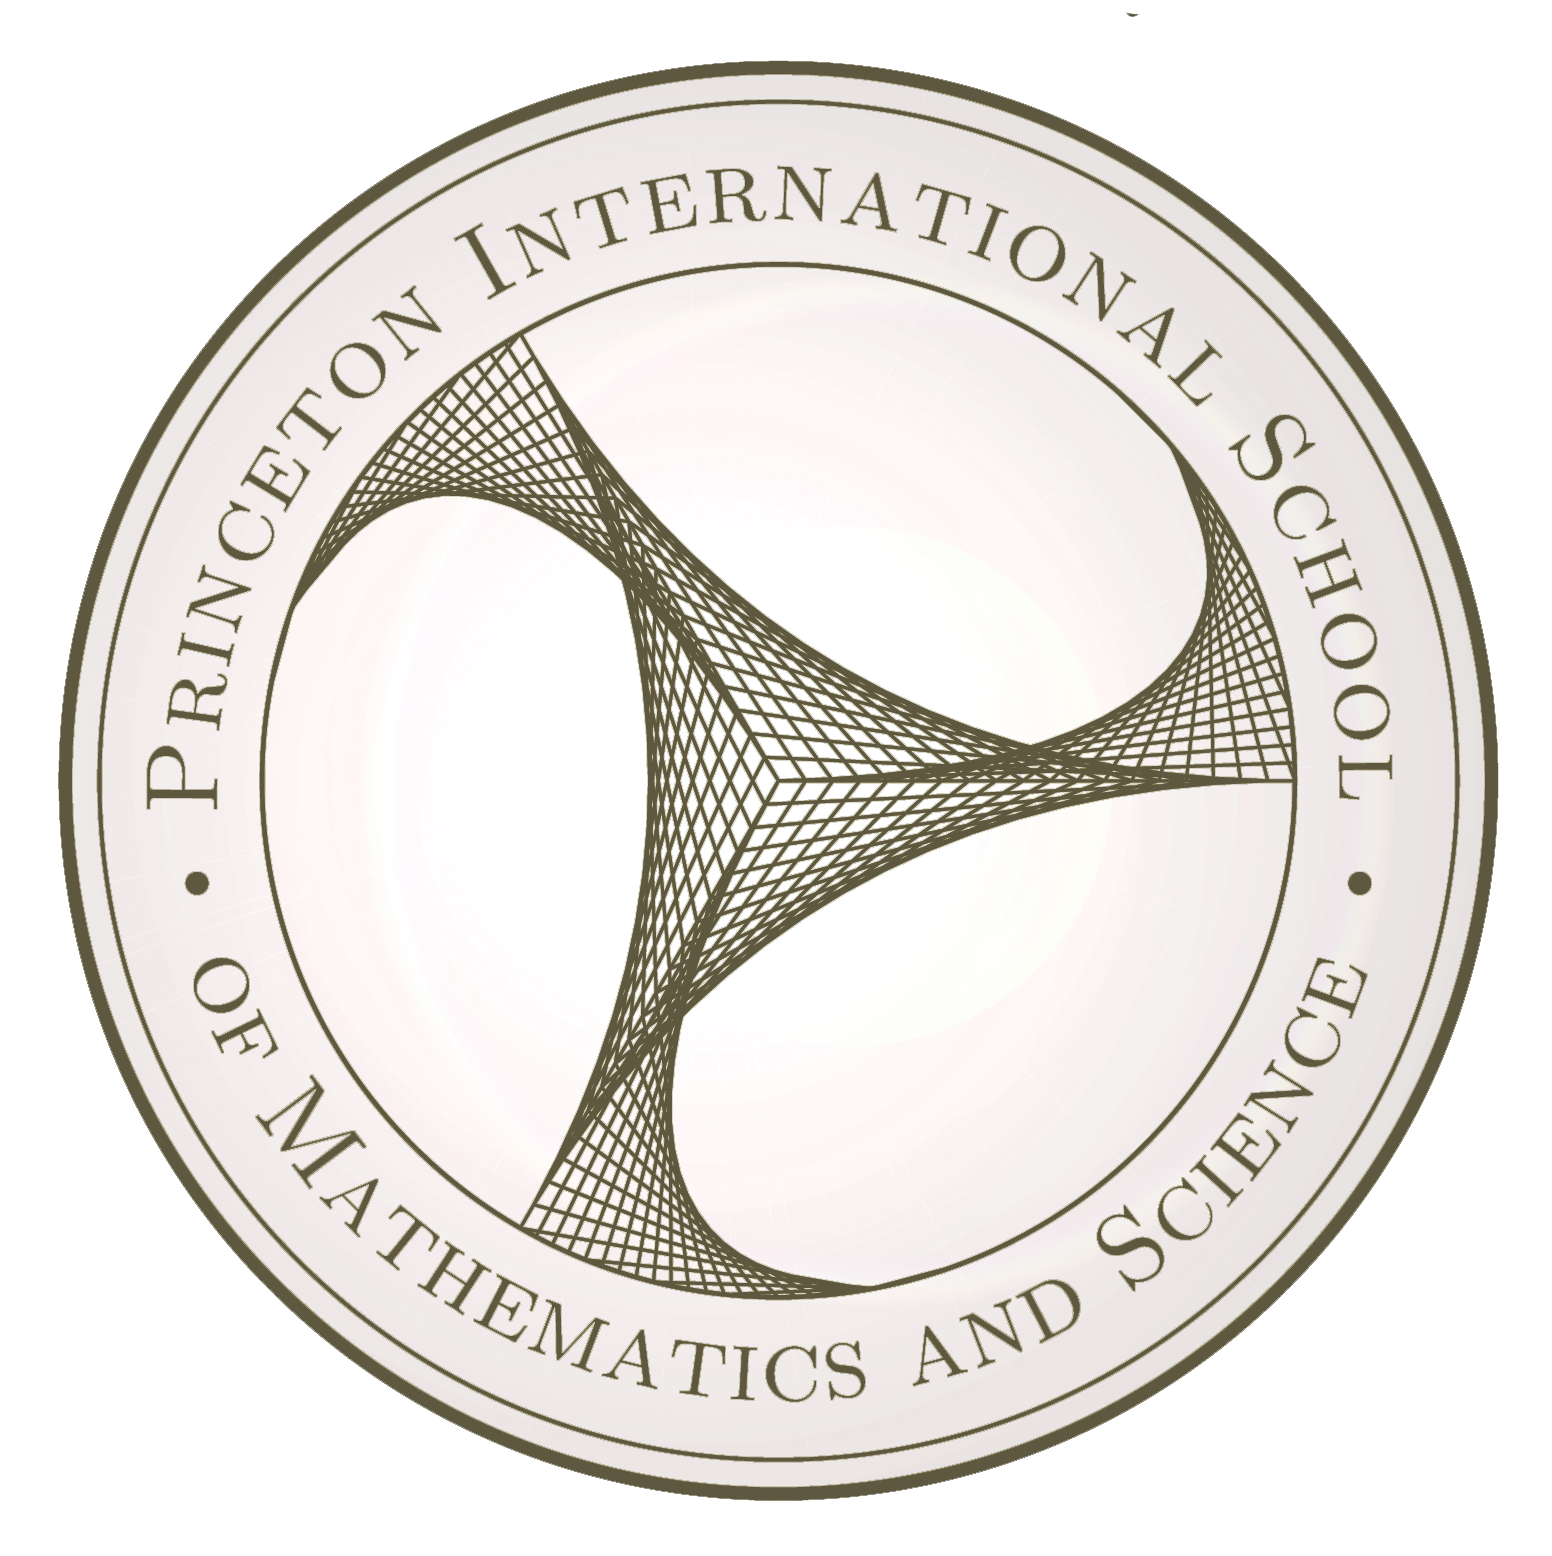 PRINCETON INTERNATIONAL SCHOOL
OF MATHEMATICS AND SCIENCE